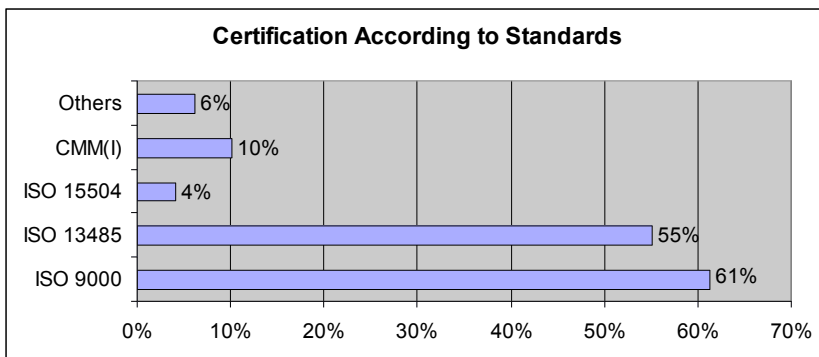 Certification According to Standards
Others 6%
CMM(I) 10%
ISO 15504 4%
ISO 13485 55%
ISO 9000 61%
0% 10% 20% 30% 40% 50% 60% 70%